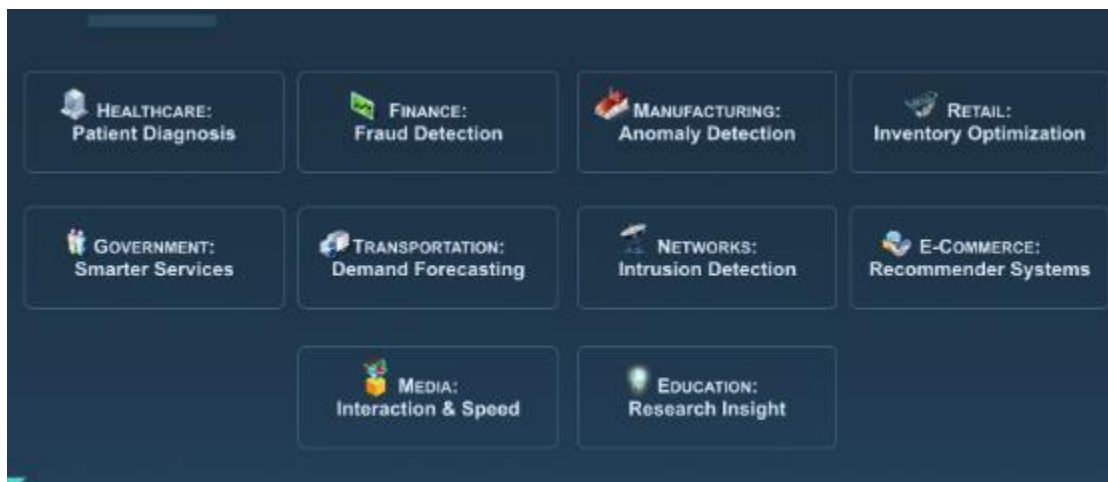 HEALTHCARE:
Patient Diagnosis
FINANCE:
Fraud Detection
MANUFACTURING:
Anomaly Detection
RETAIL:
Inventory Optimization
GOVERNMENT:
Smarter Services
TRANSPORTATION:
Demand Forecasting
NETWORKS:
Intrusion Detection
E-COMMERCE:
Recommender Systems
MEDIA:
Interaction & Speed
EDUCATION:
Research Insight